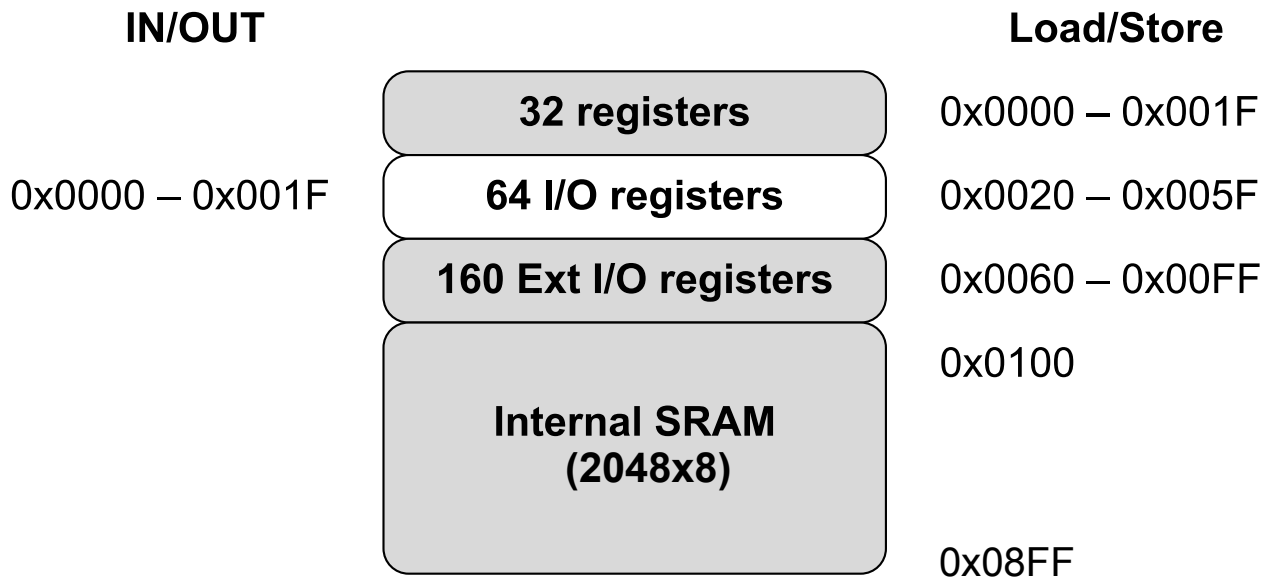 IN/OUT Load/Store
32 registers 0x0000 – 0x001F
0x0000 – 0x001F 64 I/O registers 0x0020 – 0x005F
160 Ext I/O registers 0x0060 – 0x00FF
0x0100
Internal SRAM
(2048x8)
0x08FF